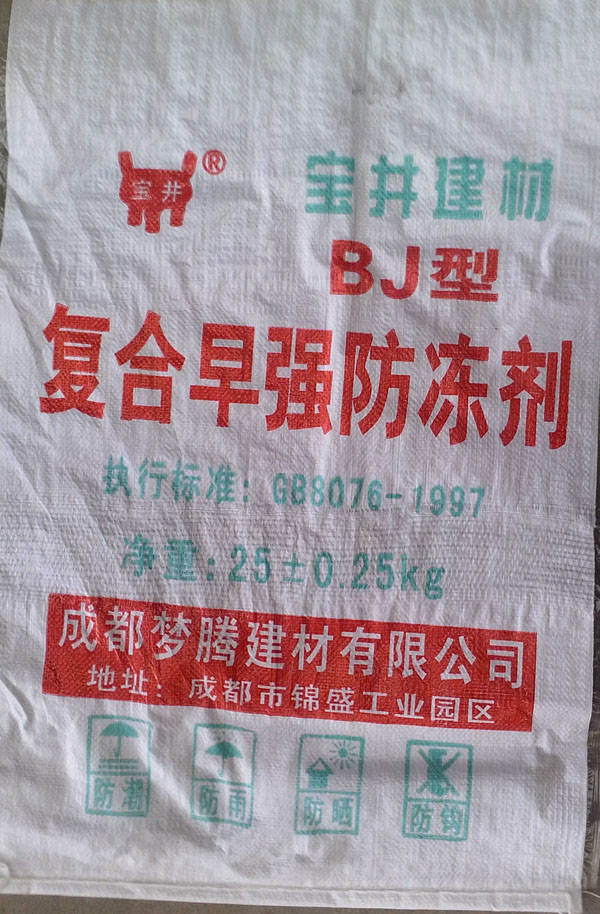 宝井®
宝井建材
BJ型
复合早强防冻剂
执行标准：GB8076-1997
净重：25±0.25kg
成都梦腾建材有限公司
地址：成都市锦盛工业园区
防潮 防雨 防晒 防钩